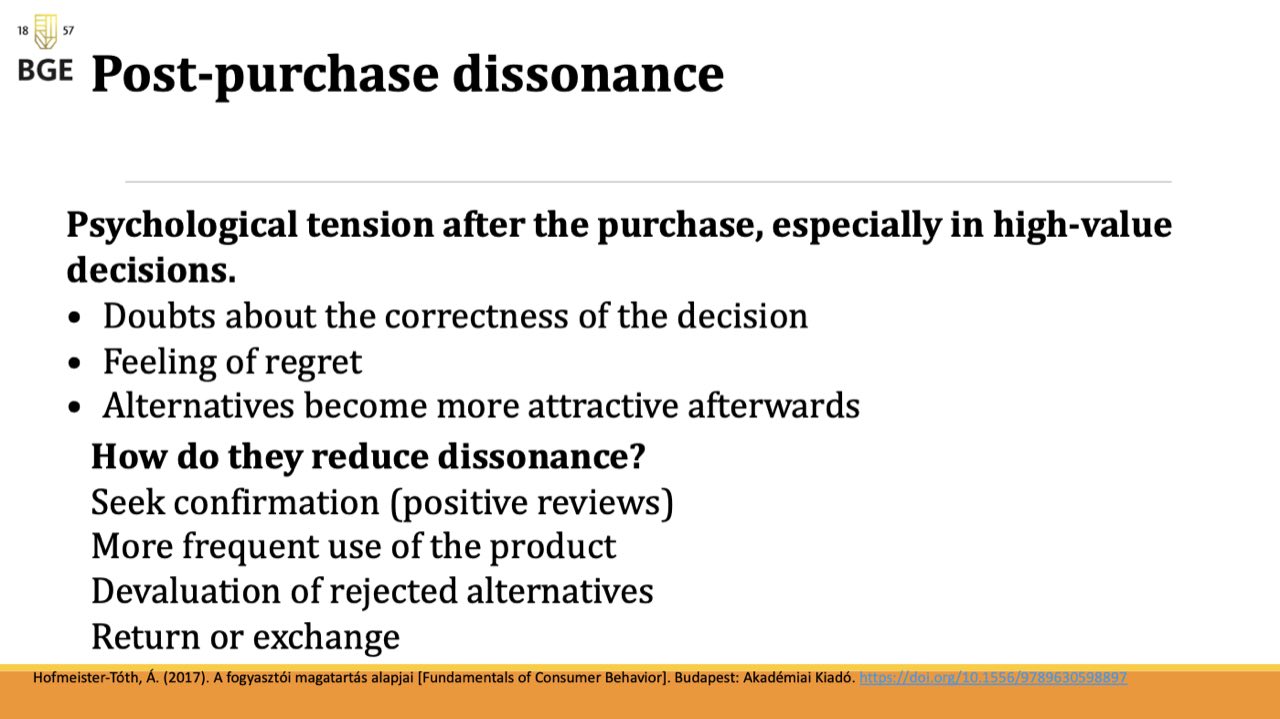 18 57
BGE
Post-purchase dissonance
Psychological tension after the purchase, especially in high-value
decisions.
• Doubts about the correctness of the decision
• Feeling of regret
• Alternatives become more attractive afterwards
How do they reduce dissonance?
Seek confirmation (positive reviews)
More frequent use of the product
Devaluation of rejected alternatives
Return or exchange
Hofmeister-Tóth, Á. (2017). A fogyasztói magatartás alapjai [Fundamentals of Consumer Behavior]. Budapest: Akadémiai Kiadó. https://doi.org/10.1556/9789630598897